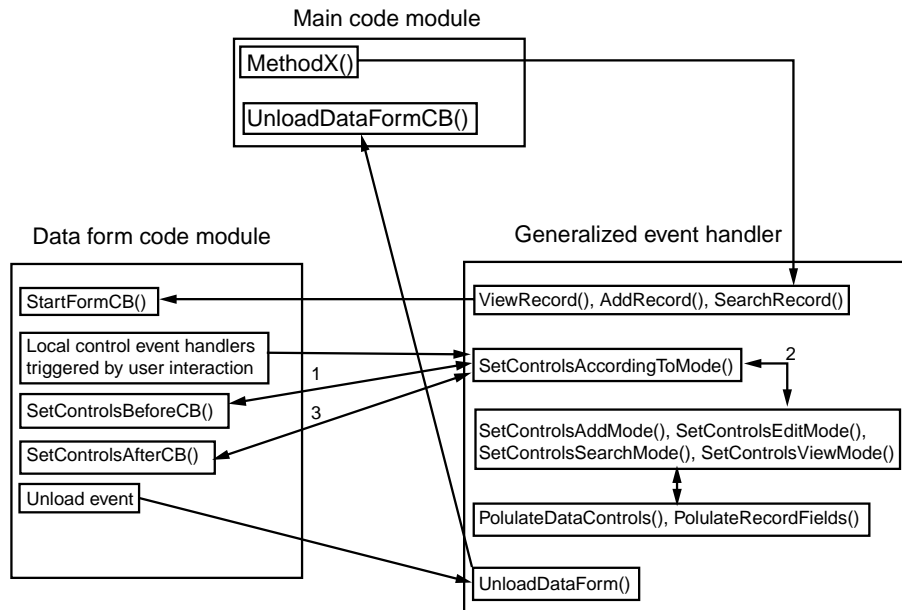 Main code module
MethodX()
UnloadDataFormCB()
Data form code module
StartFormCB()
Local control event handlers
triggered by user interaction
SetControlsBeforeCB()
SetControlsAfterCB()
Unload event
1
3
Generalized event handler
ViewRecord(), AddRecord(), SearchRecord()
SetControlsAccordingToMode()
2
SetControlsAddMode(), SetControlsEditMode(),
SetControlsSearchMode(), SetControlsViewMode()
PolulateDataControls(), PolulateRecordFields()
UnloadDataForm()